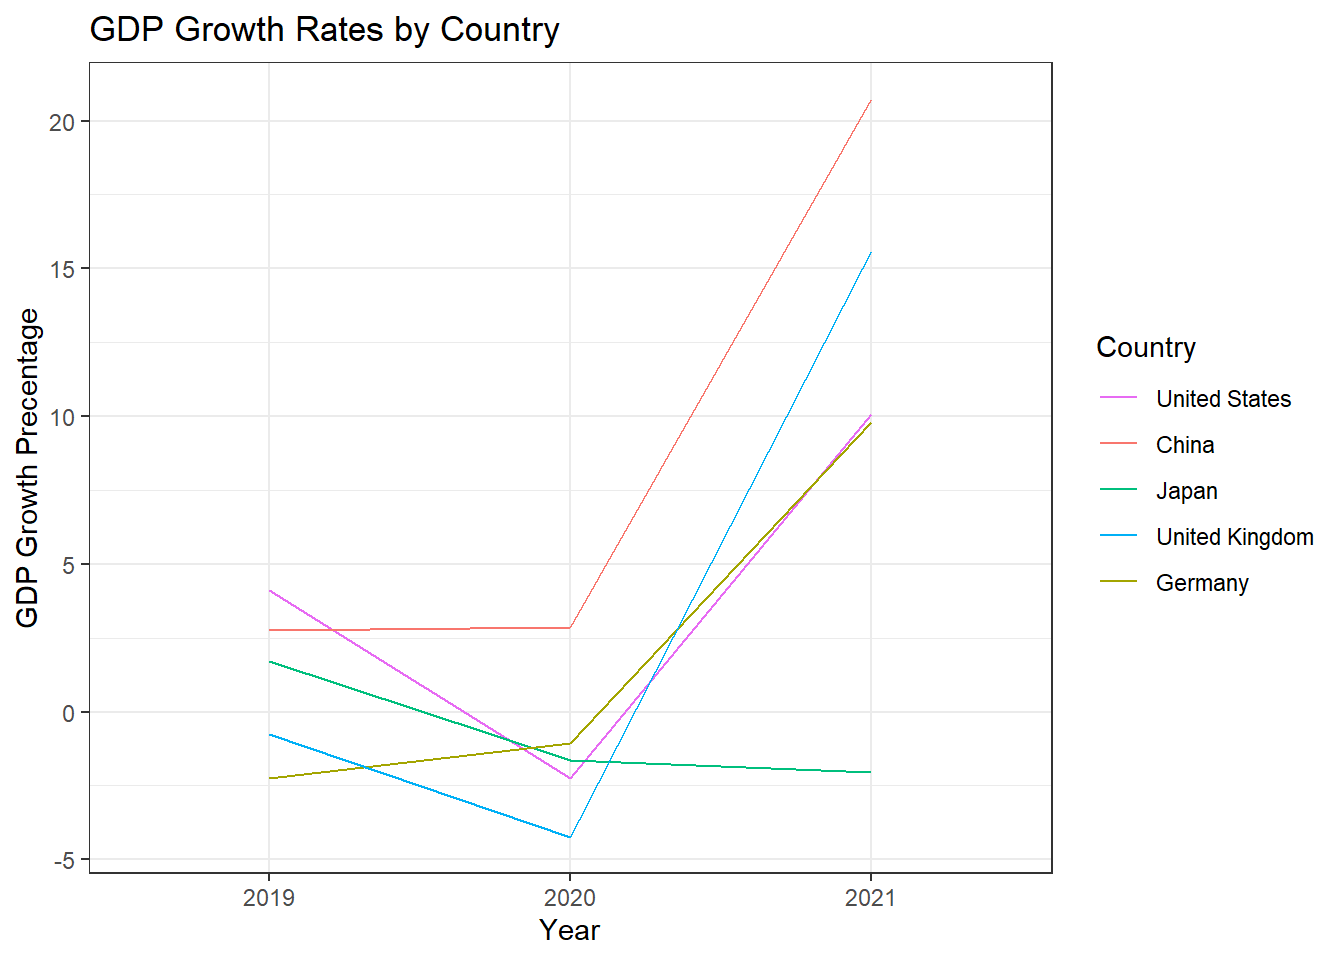 GDP Growth Rates by Country
GDP Growth Precentage
20
15
10
5
0
-5
2019
2020
2021
Year
Country
United States
China
Japan
United Kingdom
Germany